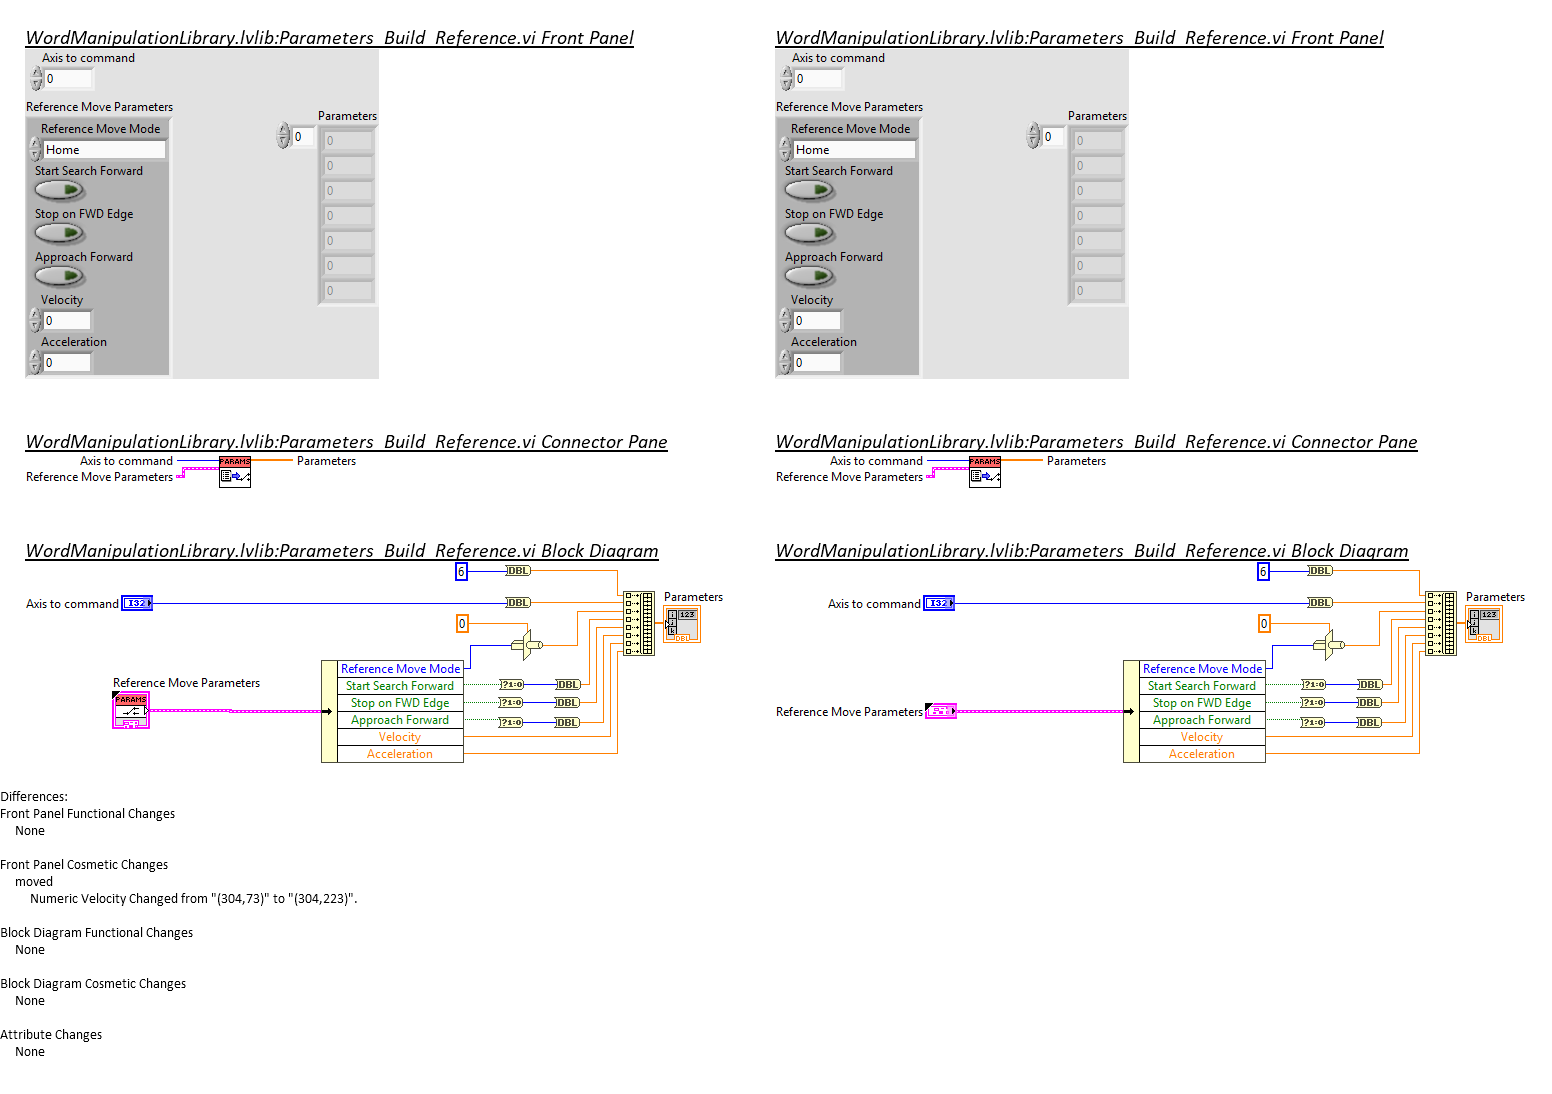 WordManipulationLibrary.lvlib:Parameters_Build_Reference.vi Front Panel
Axis to command
0
Reference Move Parameters
Reference Move Mode
Home
Start Search Forward
Stop on FWD Edge
Approach Forward
Velocity
0
Acceleration
0
Parameters
0
0
0
0
0
0
0
0
WordManipulationLibrary.lvlib:Parameters_Build_Reference.vi Front Panel
Axis to command
0
Reference Move Parameters
Reference Move Mode
Home
Start Search Forward
Stop on FWD Edge
Approach Forward
Velocity
0
Acceleration
0
Parameters
0
0
0
0
0
0
0
0
WordManipulationLibrary.lvlib:Parameters_Build_Reference.vi Connector Pane
Axis to command
PARAMS
Parameters
Reference Move Parameters
WordManipulationLibrary.lvlib:Parameters_Build_Reference.vi Connector Pane
Axis to command
PARAMS
Parameters
Reference Move Parameters
WordManipulationLibrary.lvlib:Parameters_Build_Reference.vi Block Diagram
6
DBL
Axis to command
I32
DBL
Parameters
i
j
k
123
DBL
0
Reference Move Parameters
PARAMS
Reference Move Mode
Start Search Forward
?1:0
DBL
Stop on FWD Edge
?1:0
DBL
Approach Forward
?1:0
DBL
Velocity
Acceleration
WordManipulationLibrary.lvlib:Parameters_Build_Reference.vi Block Diagram
6
DBL
Axis to command
I32
DBL
Parameters
i
j
k
123
DBL
0
Reference Move Parameters
Reference Move Mode
Start Search Forward
?1:0
DBL
Stop on FWD Edge
?1:0
DBL
Approach Forward
?1:0
DBL
Velocity
Acceleration
Differences:
Front Panel Functional Changes
None
Front Panel Cosmetic Changes
moved
Numeric Velocity Changed from "(304,73)" to "(304,223)".
Block Diagram Functional Changes
None
Block Diagram Cosmetic Changes
None
Attribute Changes
None